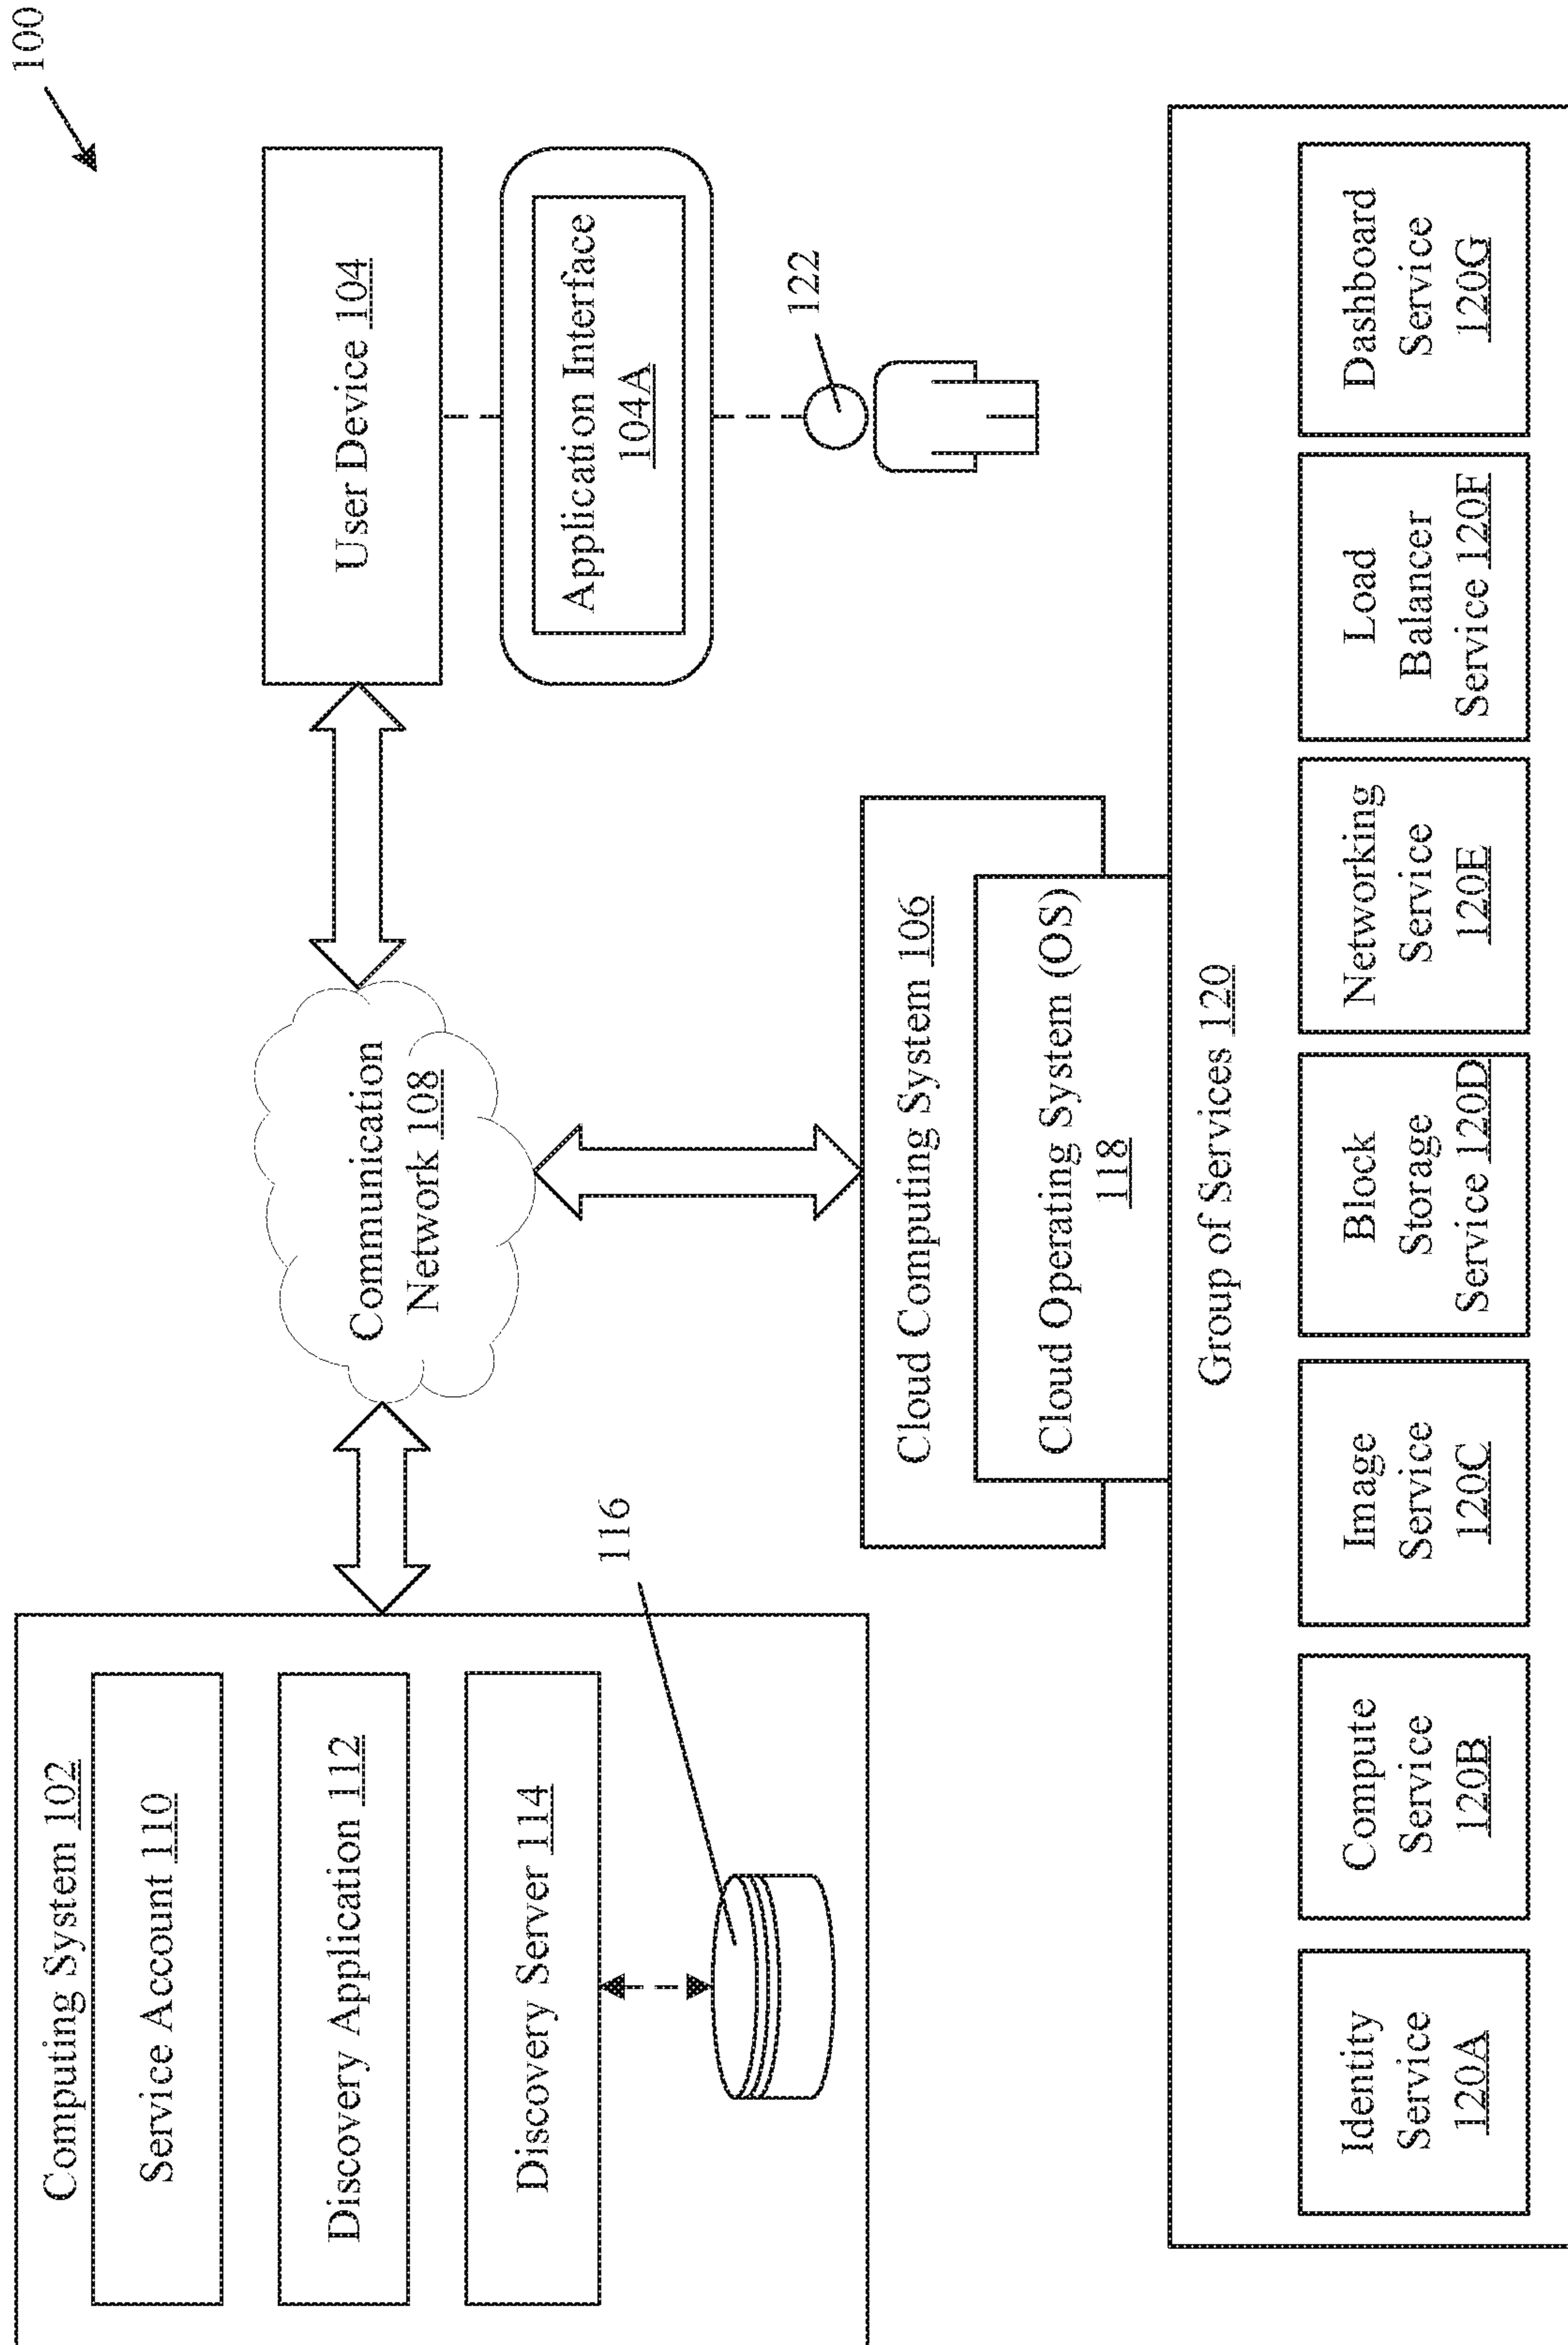 100
Computing System 102
Service Account 110
Discovery Application 112
Discovery Server 114
116
Communication
Network 108
User Device 104
Application Interface
104A
122
Cloud Computing System 106
Cloud Operating System (OS)
118
Group of Services 120
Identity
Service
120A
Compute
Service
120B
Image
Service
120C
Block
Storage
Service 120D
Networking
Service
120E
Load
Balancer
Service 120F
Dashboard
Service
120G